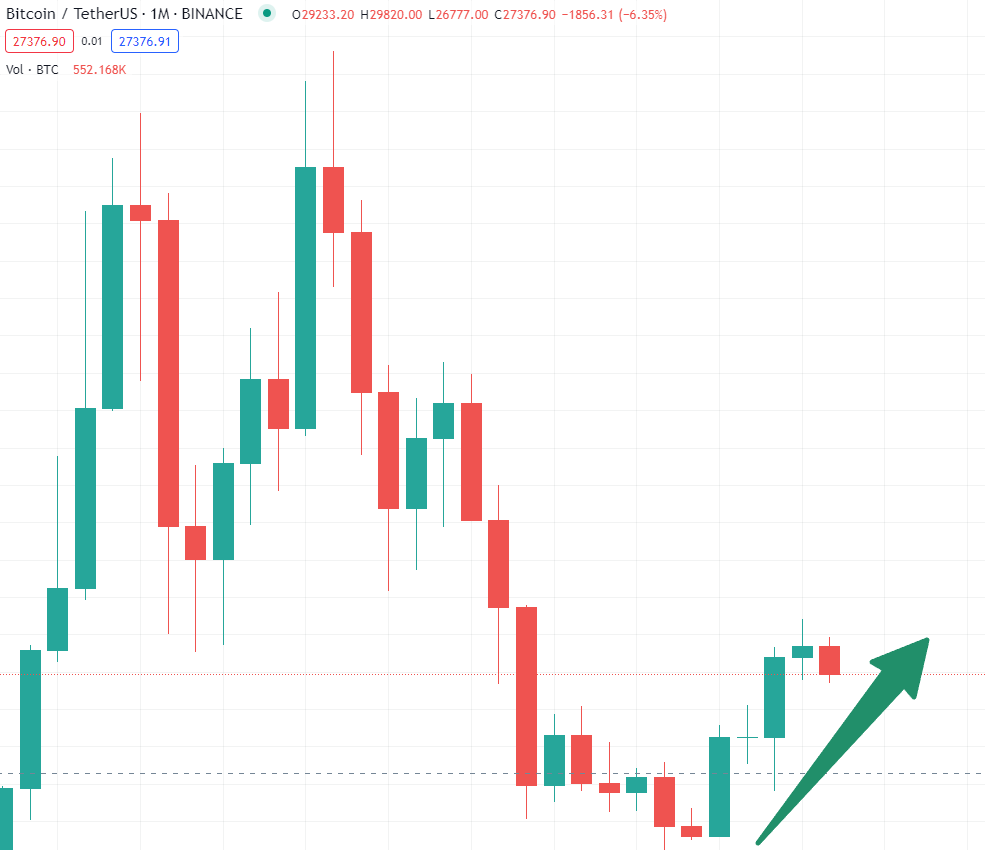 Bitcoin / TetherUS · 1M · BINANCE O29233.20 H29820.00 L26777.00 C27376.90 −1856.31 (−6.35%)
27376.90 0.01 27376.91
Vol · BTC 552.168K